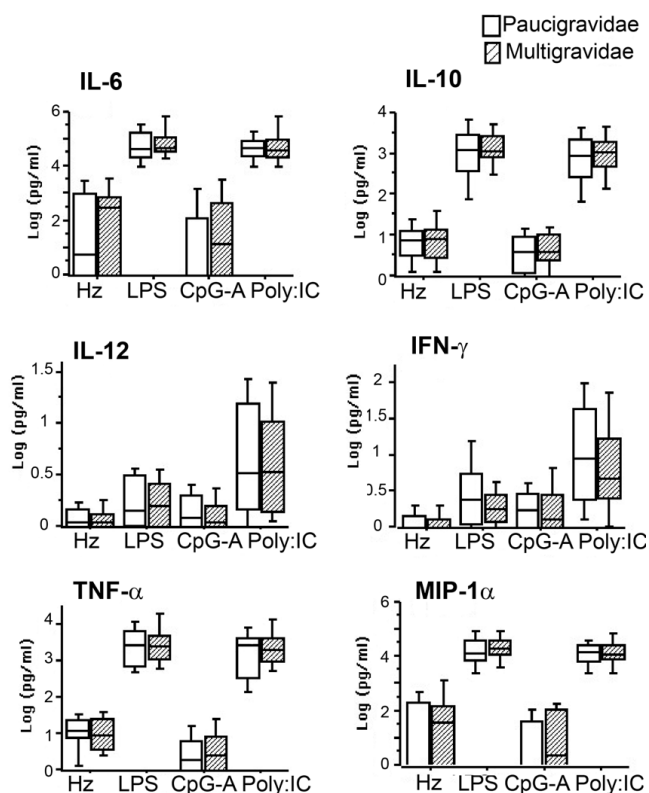 Paucigravidae
Multigravidae
IL-6
Log (pg/ml)
6
4
2
0
Hz LPS CpG-A Poly:IC
IL-10
Log (pg/ml)
4
3
2
1
0
Hz LPS CpG-A Poly:IC
IL-12
Log (pg/ml)
1.5
1
0.5
0
Hz LPS CpG-A Poly:IC
IFN-γ
Log (pg/ml)
2
1.5
1
0.5
0
Hz LPS CpG-A Poly:IC
TNF-α
Log (pg/ml)
4
3
2
1
0
Hz LPS CpG-A Poly:IC
MIP-1α
Log (pg/ml)
6
4
2
0
Hz LPS CpG-A Poly:IC